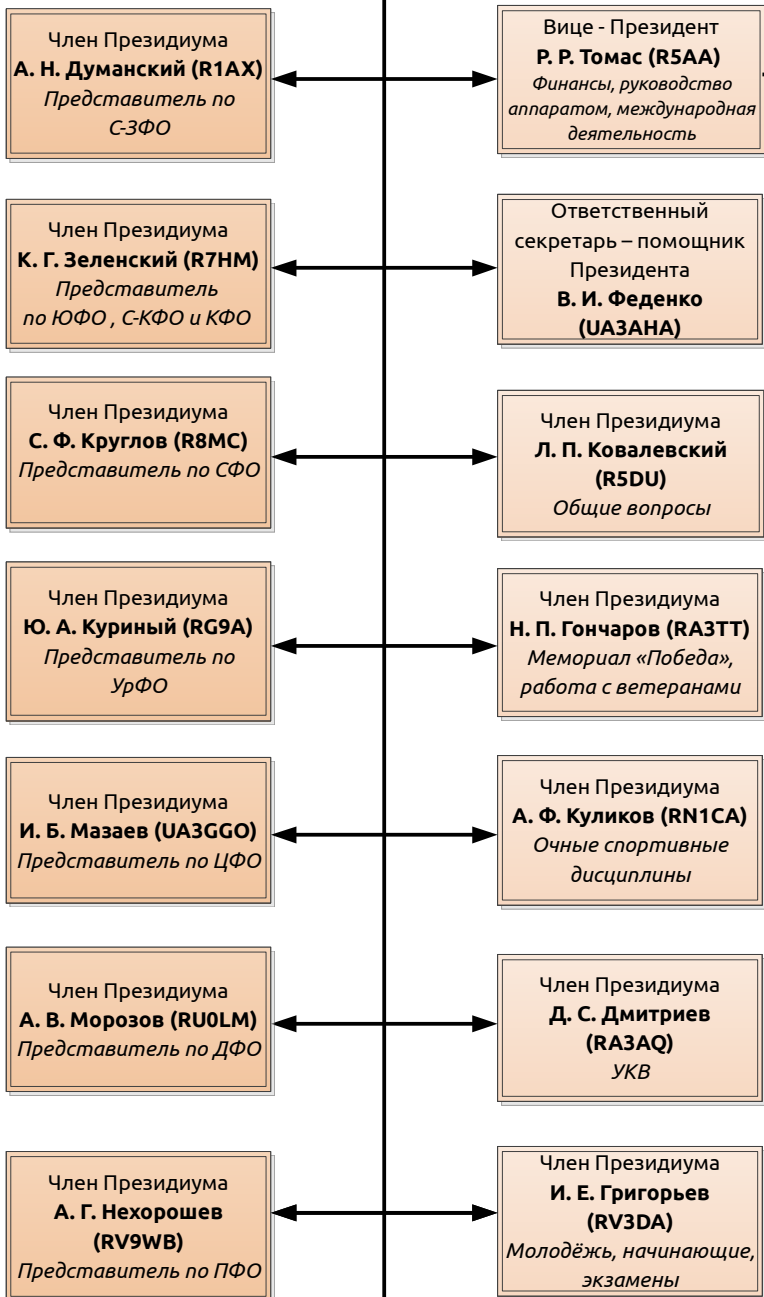 Член Президиума
А. Н. Думанский (R1AX)
Представитель по
С-ЗФО
Вице - Президент
Р. Р. Томас (R5AA)
Финансы, руководство
аппаратом, международная
деятельность
Член Президиума
К. Г. Зеленский (R7HM)
Представитель
по ЮФО , С-КФО и КФО
Ответственный
секретарь – помощник
Президента
В. И. Феденко
(UA3AHA)
Член Президиума
С. Ф. Круглов (R8MC)
Представитель по СФО
Член Президиума
Л. П. Ковалевский
(R5DU)
Общие вопросы
Член Президиума
Ю. А. Куриный (RG9A)
Представитель по
УрФО
Член Президиума
Н. П. Гончаров (RA3TT)
Мемориал «Победа»,
работа с ветеранами
Член Президиума
И. Б. Мазаев (UA3GGO)
Представитель по ЦФО
Член Президиума
А. Ф. Куликов (RN1CA)
Очные спортивные
дисциплины
Член Президиума
А. В. Морозов (RU0LM)
Представитель по ДФО
Член Президиума
Д. С. Дмитриев
(RA3AQ)
УКВ
Член Президиума
А. Г. Нехорошев
(RV9WB)
Представитель по ПФО
Член Президиума
И. Е. Григорьев
(RV3DA)
Молодёжь, начинающие,
экзамены